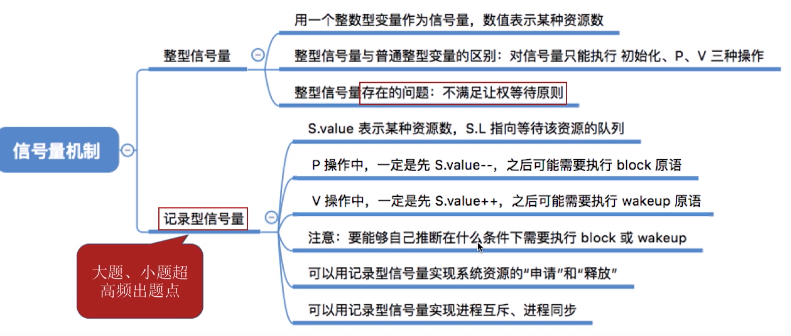 用一个整数型变量作为信号量，数值表示某种资源数
整型信号量
整型信号量与普通整型变量的区别：对信号量只能执行 初始化、P、V 三种操作
整型信号量存在的问题：不满足让权等待原则
信号量机制
S.value 表示某种资源数，S.L 指向等待该资源的队列
P 操作中，一定是先 S.value--，之后可能需要执行 block 原语
V 操作中，一定是先 S.value++，之后可能需要执行 wakeup 原语
记录型信号量
注意：要能够自己推断在什么条件下需要执行 block 或 wakeup
可以用记录型信号量实现系统资源的“申请”和“释放”
可以用记录型信号量实现进程互斥、进程同步
大题、小题超
高频出题点